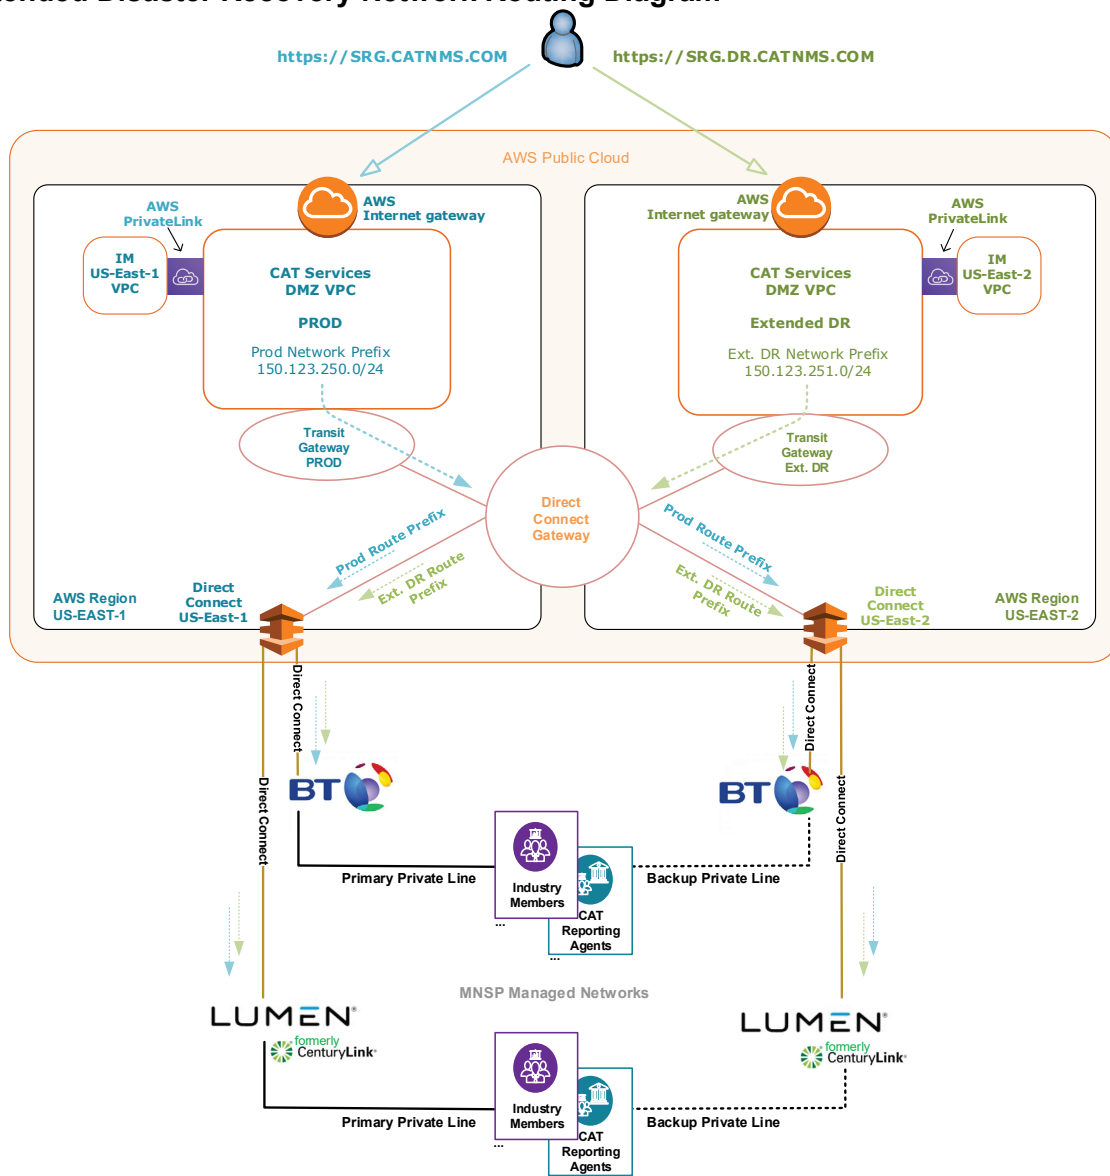 Disaster Recovery Network Routing Diagram
https://SRG.CATNMS.COM
https://SRG.DR.CATNMS.COM
AWS Public Cloud
AWS
PrivateLink
AWS
Internet gateway
IM
US-East-1
VPC
CAT Services
DMZ VPC
PROD
Prod Network Prefix
150.123.250.0/24
Transit
Gateway
PROD
AWS
Internet gateway
AWS
PrivateLink
CAT Services
DMZ VPC
Extended DR
Ext. DR Network Prefix
150.123.251.0/24
IM
US-East-2
VPC
Transit
Gateway
Ext. DR
Direct
Connect
Gateway
Prod Route Prefix
Ext. DR Route
Prefix
Prod Route Prefix
Ext. DR Route
Prefix
AWS Region
US-EAST-1
Direct
Connect
US-East-1
Direct
Connect
US-East-2
AWS Region
US-EAST-2
Direct Connect
Direct Connect
Direct Connect
Direct Connect
BT
BT
Industry
Members
...
CAT
Reporting
Agents
...
Primary Private Line
Backup Private Line
MNSP Managed Networks
LUMEN®
formerly
CenturyLink®
LUMEN®
formerly
CenturyLink®
Industry
Members
...
CAT
Reporting
Agents
...
Primary Private Line
Backup Private Line